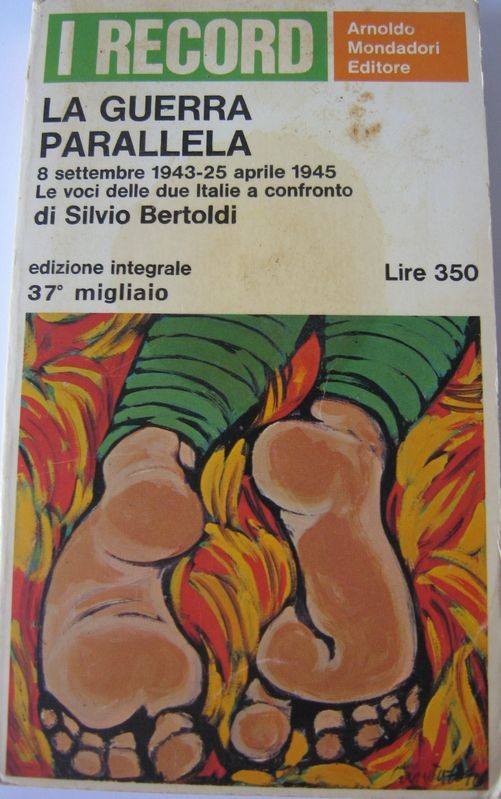 I RECORD
Arnoldo
Mondadori
Editore
LA GUERRA
PARALLELA
8 settembre 1943-25 aprile 1945
Le voci delle due Italie a confronto
di Silvio Bertoldi
edizione integrale
Lire 350
37° migliaio